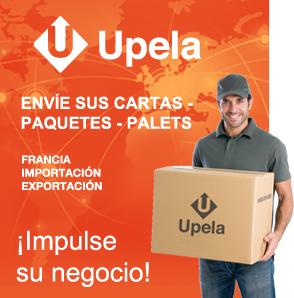 Upela
ENVÍE SUS CARTAS -
PAQUETES - PALETS
FRANCIA
IMPORTACIÓN
EXPORTACIÓN
Upela
¡Impulse
su negocio!